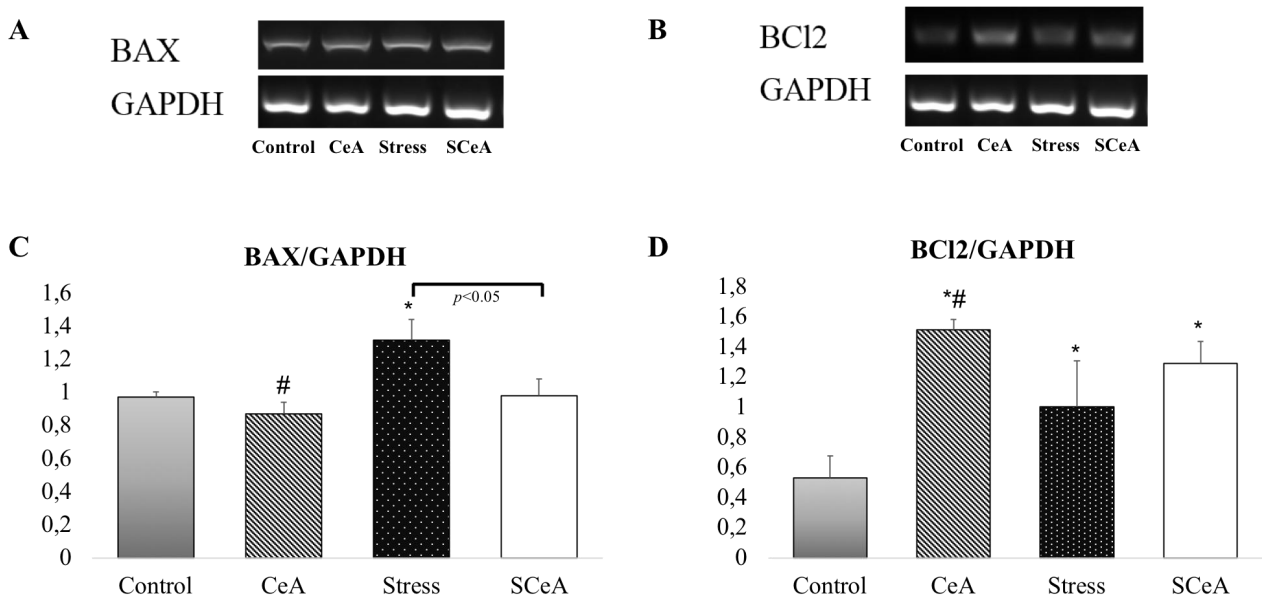 A
BAX
GAPDH
Control CeA Stress SCeA
B
BCl2
GAPDH
Control CeA Stress SCeA
C
BAX/GAPDH
1,6
1,4
1,2
1
0,8
0,6
0,4
0,2
0
#
*
p<0.05
Control CeA Stress SCeA
D
BCl2/GAPDH
1,8
1,6
1,4
1,2
1
0,8
0,6
0,4
0,2
0
*#
*
*
Control CeA Stress SCeA